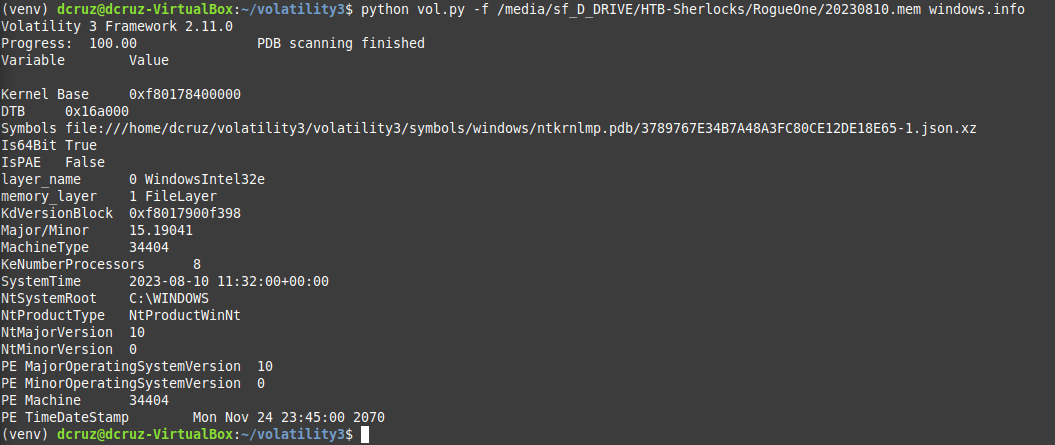 (venv) dcruz@dcruz-VirtualBox:~/volatility3$ python vol.py -f /media/sf_D_DRIVE/HTB-Sherlocks/RogueOne/20230810.mem windows.info
Volatility 3 Framework 2.11.0
Progress:  100.00               PDB scanning finished
Variable        Value

Kernel Base     0xf80178400000
DTB     0x16a000
Symbols file:///home/dcruz/volatility3/volatility3/symbols/windows/ntkrnlmp.pdb/3789767E34B7A48A3FC80CE12DE18E65-1.json.xz
Is64Bit True
IsPAE   False
layer_name      0 WindowsIntel32e
memory_layer    1 FileLayer
KdVersionBlock  0xf8017900f398
Major/Minor     15.19041
MachineType     34404
KeNumberProcessors      8
SystemTime      2023-08-10 11:32:00+00:00
NtSystemRoot    C:\WINDOWS
NtProductType   NtProductWinNt
NtMajorVersion  10
NtMinorVersion  0
PE MajorOperatingSystemVersion  10
PE MinorOperatingSystemVersion  0
PE Machine      34404
PE TimeDateStamp        Mon Nov 24 23:45:00 2070
(venv) dcruz@dcruz-VirtualBox:~/volatility3$